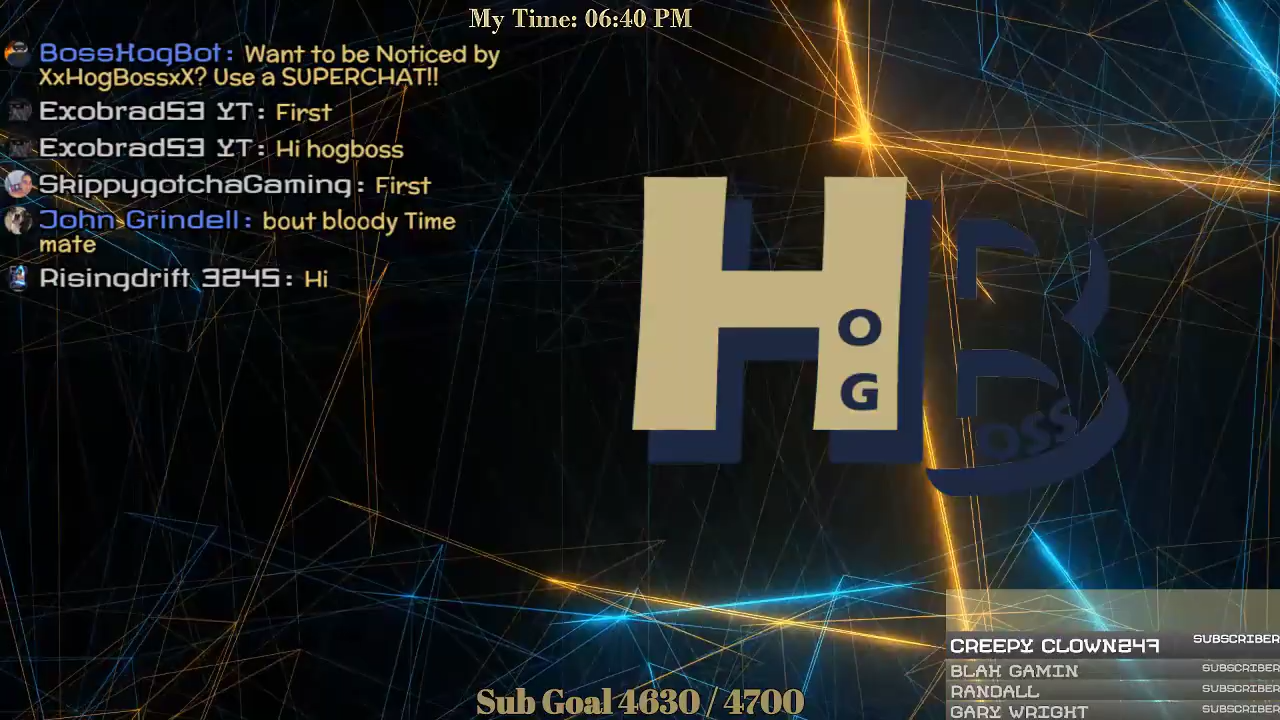 My Time: 06:40 PM
BossHogBot: Want to be Noticed by
XxHogBossxX? Use a SUPERCHAT!!
Exobrad53 YT: First
Exobrad53 YT: Hi hogboss
SkippygotchaGaming: First
John Grindell: bout bloody Time
mate
Risingdrift 3245: Hi
HOG
BOSS
CREEPY CLOWN247 SUBSCRIBER
BLAH GAMIN SUBSCRIBER
RANDALL SUBSCRIBER
GARY WRIGHT SUBSCRIBER
Sub Goal 4630 / 4700